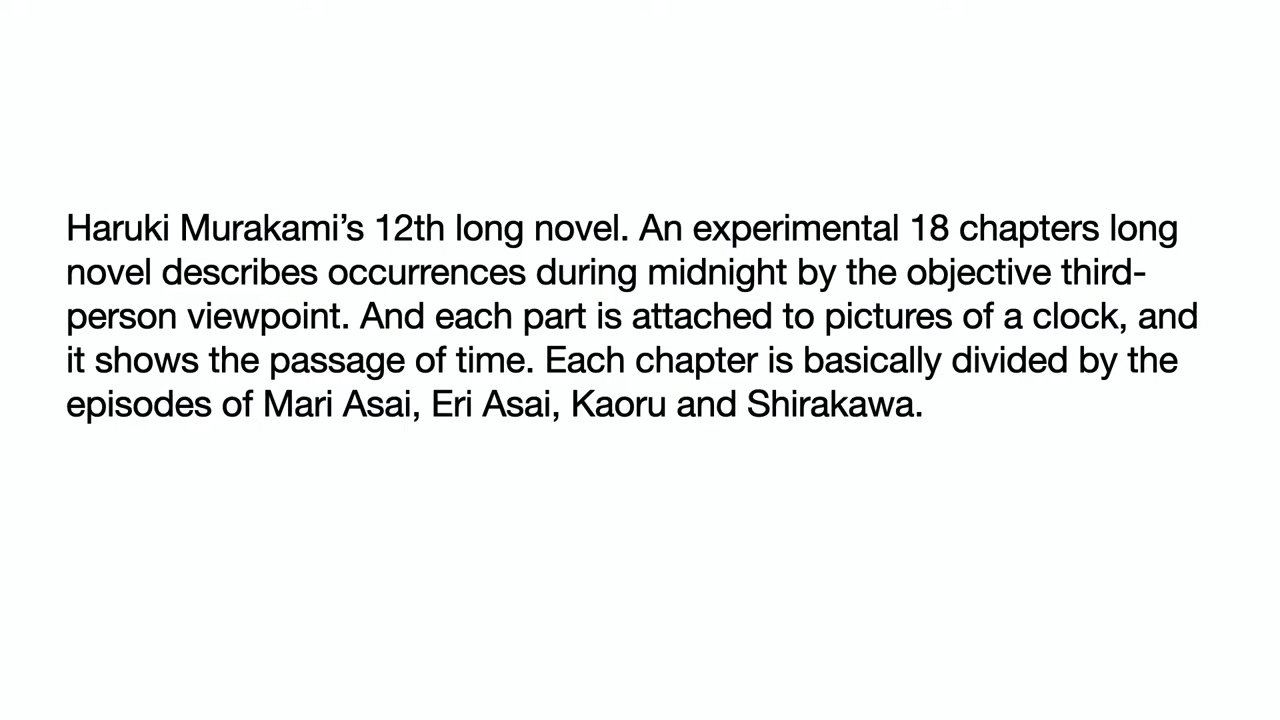 Haruki Murakami’s 12th long novel. An experimental 18 chapters long
novel describes occurrences during midnight by the objective third-
person viewpoint. And each part is attached to pictures of a clock, and
it shows the passage of time. Each chapter is basically divided by the
episodes of Mari Asai, Eri Asai, Kaoru and Shirakawa.